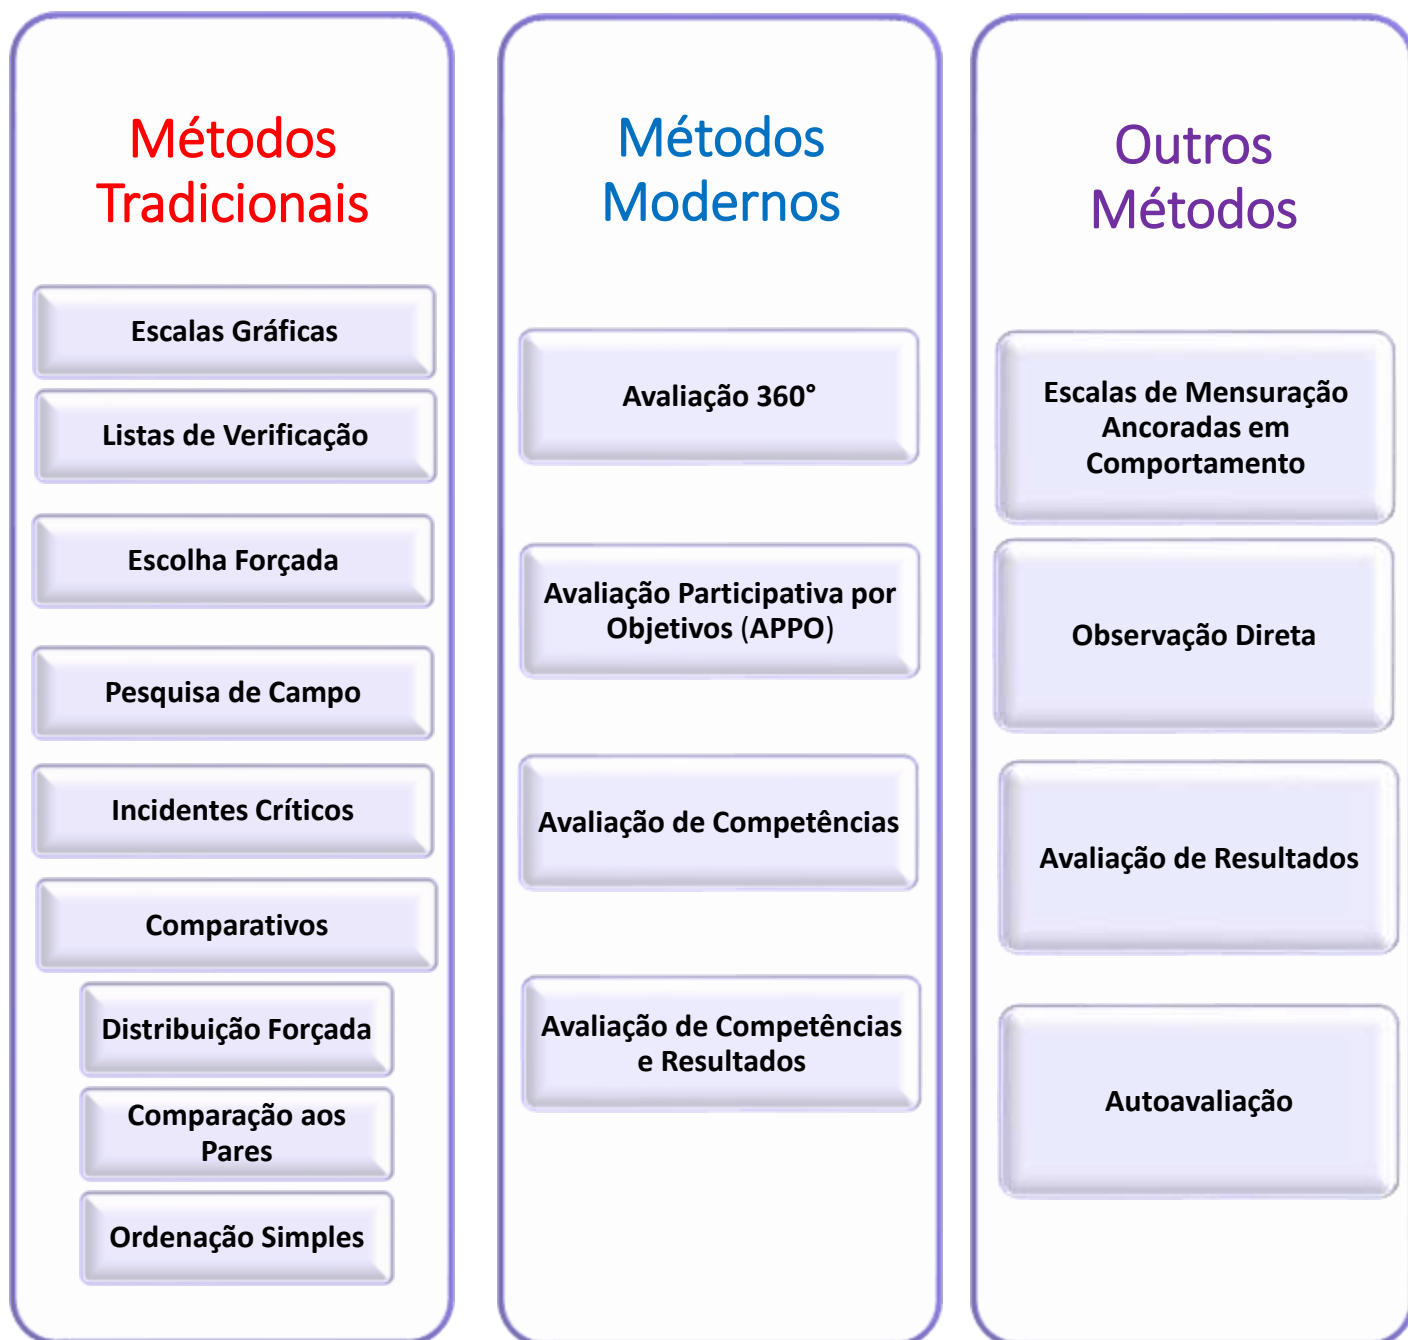 Métodos
Tradicionais
Escalas Gráficas
Listas de Verificação
Escolha Forçada
Pesquisa de Campo
Incidentes Críticos
Comparativos
Distribuição Forçada
Comparação aos
Pares
Ordenação Simples
Métodos
Modernos
Avaliação 360°
Avaliação Participativa por
Objetivos (APPO)
Avaliação de Competências
Avaliação de Competências
e Resultados
Outros
Métodos
Escalas de Mensuração
Ancoradas em
Comportamento
Observação Direta
Avaliação de Resultados
Autoavaliação